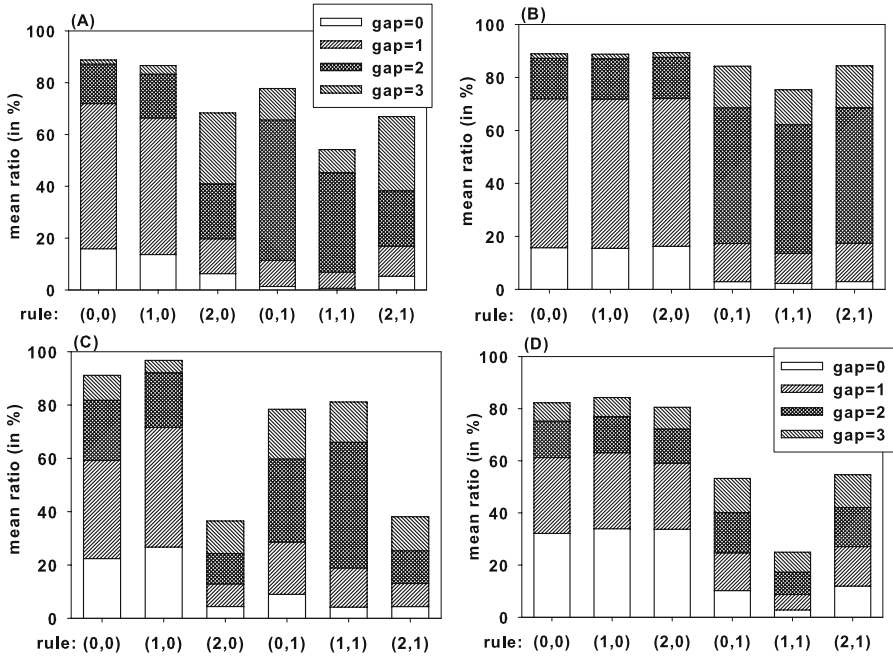 (A)
mean ratio (in %)
100
80
60
40
20
0
gap=0
gap=1
gap=2
gap=3
rule: (0,0) (1,0) (2,0) (0,1) (1,1) (2,1)
(B)
mean ratio (in %)
100
80
60
40
20
0
rule: (0,0) (1,0) (2,0) (0,1) (1,1) (2,1)
(C)
mean ratio (in %)
100
80
60
40
20
0
rule: (0,0) (1,0) (2,0) (0,1) (1,1) (2,1)
(D)
mean ratio (in %)
100
80
60
40
20
0
gap=0
gap=1
gap=2
gap=3
rule: (0,0) (1,0) (2,0) (0,1) (1,1) (2,1)